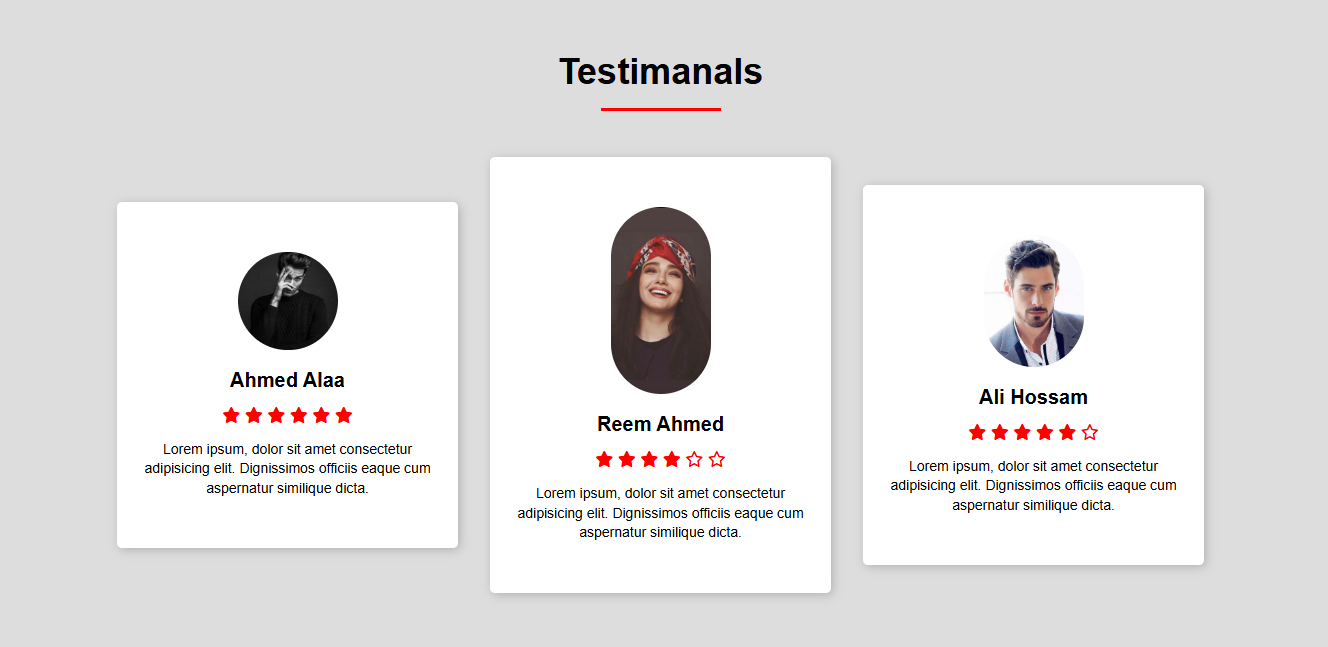 Testimanals
Ahmed Alaa
Lorem ipsum, dolor sit amet consectetur
adipisicing elit. Dignissimos officiis eaque cum
aspernatur similique dicta.
Reem Ahmed
Lorem ipsum, dolor sit amet consectetur
adipisicing elit. Dignissimos officiis eaque cum
aspernatur similique dicta.
Ali Hossam
Lorem ipsum, dolor sit amet consectetur
adipisicing elit. Dignissimos officiis eaque cum
aspernatur similique dicta.